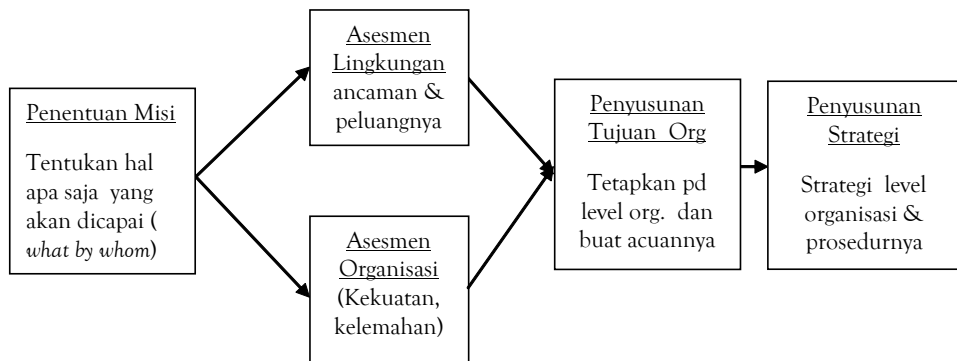 Penentuan Misi
Tentukan hal
apa saja yang
akan dicapai (
what by whom)
Asesmen
Lingkungan
ancaman &
peluangnya
Asesmen
Organisasi
(Kekuatan,
kelemahan)
Penyusunan
Tujuan Org
Tetapkan pd
level org. dan
buat acuannya
Penyusunan
Strategi
Strategi level
organisasi &
prosedurnya